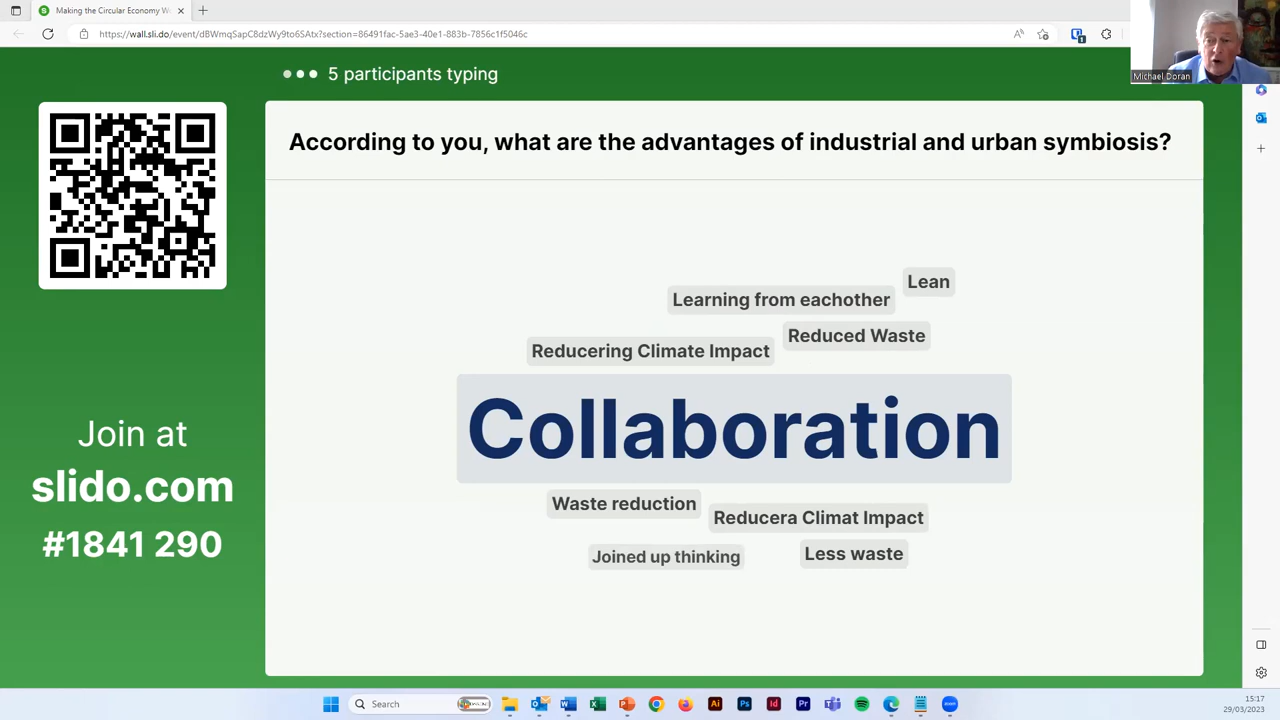 Making the Circular Economy W
https://wall.sli.do/event/dBWmqSapC8dzWy9to6SAtx?section=86491fac-5ae3-40e1-883b-7856c1f5046c
Michael Doran
5 participants typing
According to you, what are the advantages of industrial and urban symbiosis?
Lean
Learning from eachother
Reduced Waste
Reducering Climate Impact
Collaboration
Waste reduction
Reducera Climat Impact
Joined up thinking
Less waste
Join at
slido.com
#1841 290
Search
15:17
29/03/2023